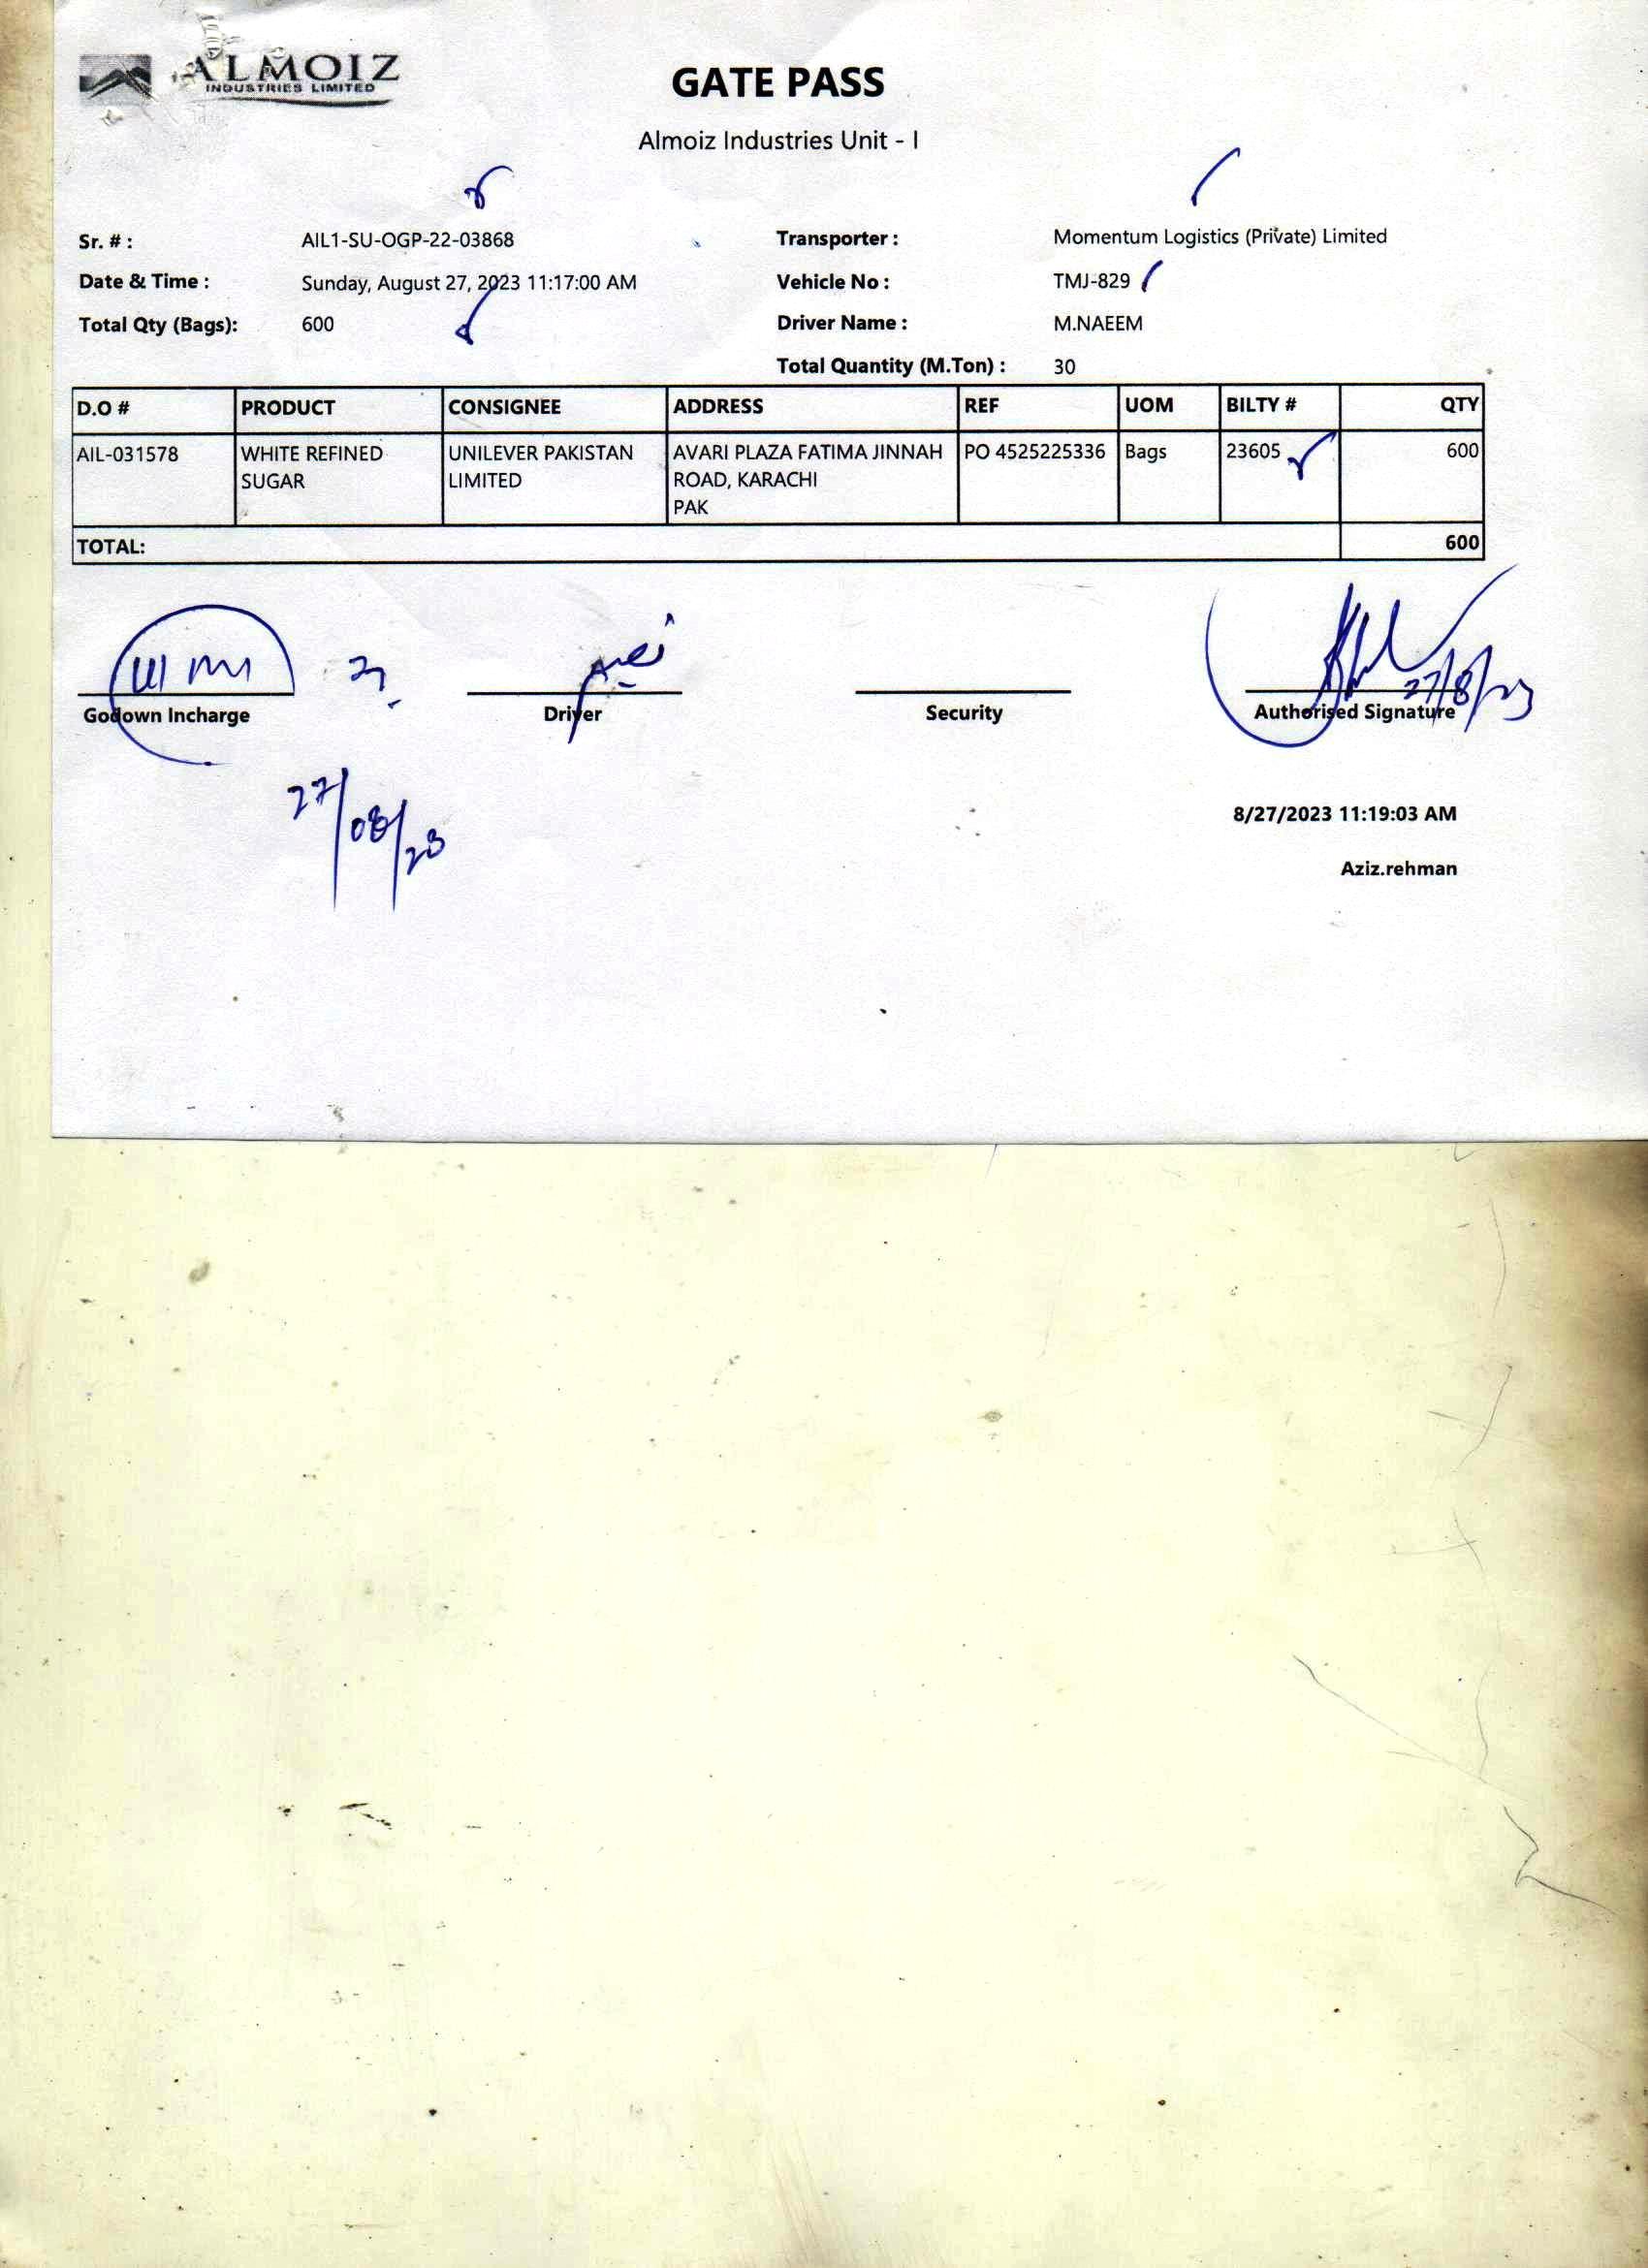 ALMOIZ
INDUSTRIES LIMITED
GATE PASS
Almoiz Industries Unit - I
Sr. # : AIL1-SU-OGP-22-03868 Transporter : Momentum Logistics (Private) Limited
Date & Time : Sunday, August 27, 2023 11:17:00 AM Vehicle No : TMJ-829
Total Qty (Bags): 600 Driver Name : M.NAEEM
Total Quantity (M.Ton) : 30
D.O # PRODUCT CONSIGNEE ADDRESS REF UOM BILTY # QTY
AIL-031578 WHITE REFINED UNILEVER PAKISTAN AVARI PLAZA FATIMA JINNAH PO 4525225336 Bags 23605 600
SUGAR LIMITED ROAD, KARACHI
PAK
TOTAL: 600
27/8/23
Godown Incharge Driver Security Authorised Signature
27/08/23
8/27/2023 11:19:03 AM
Aziz.rehman